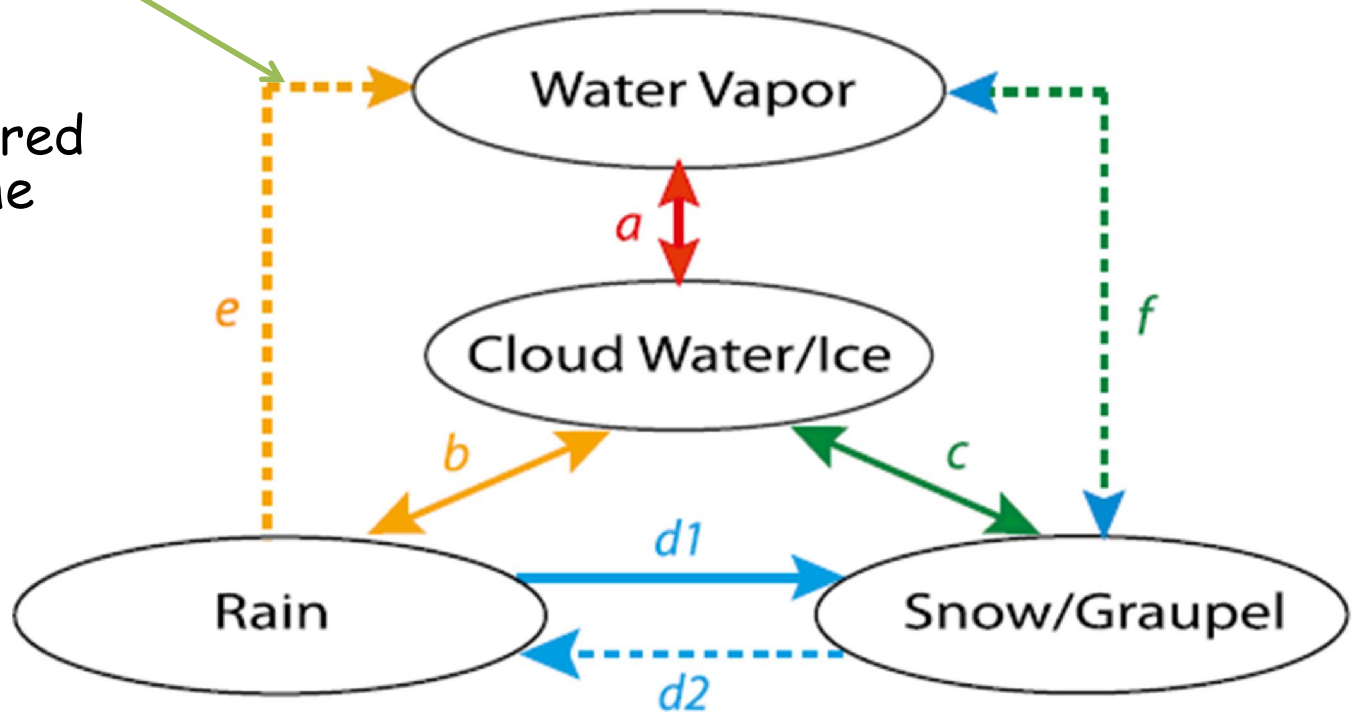 Water Vapor
red
a
e
f
Cloud Water/Ice
b
c
d1
Rain
Snow/Graupel
d2